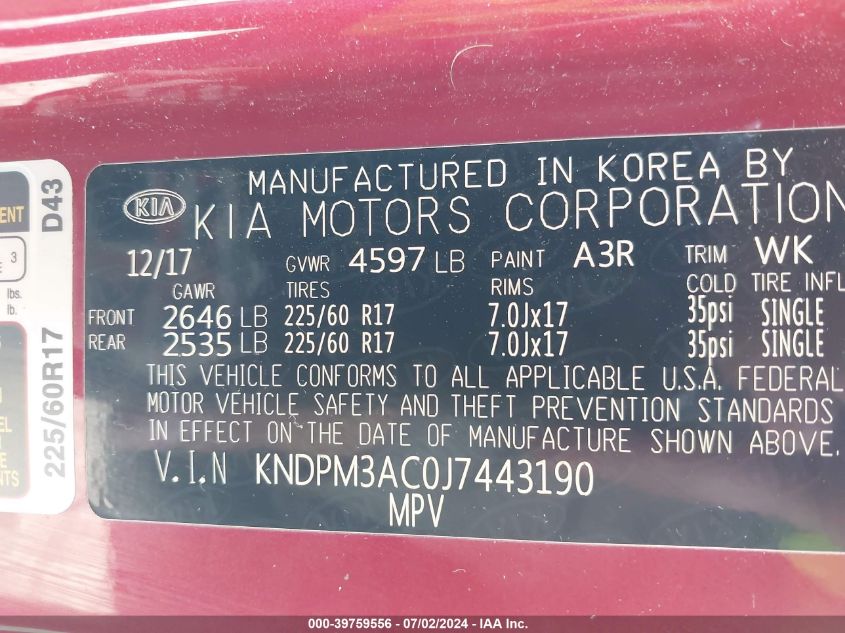 MANUFACTURED IN KOREA BY
KIA
KIA MOTORS CORPORATION
12/17 GVWR 4597 LB PAINT A3R TRIM WK
GAWR TIRES RIMS COLD TIRE INFL
FRONT 2646 LB 225/60 R17 7.0Jx17 35psi SINGLE
REAR 2535 LB 225/60 R17 7.0Jx17 35psi SINGLE
THIS VEHICLE CONFORMS TO ALL APPLICABLE U.S.A. FEDERAL
MOTOR VEHICLE SAFETY AND THEFT PREVENTION STANDARDS
IN EFFECT ON THE DATE OF MANUFACTURE SHOWN ABOVE.
V.I.N KNDPM3AC0J7443190
MPV
D43
225/60R17
3
lbs.
lb.
000-39759556 - 07/02/2024 - IAA, Inc.